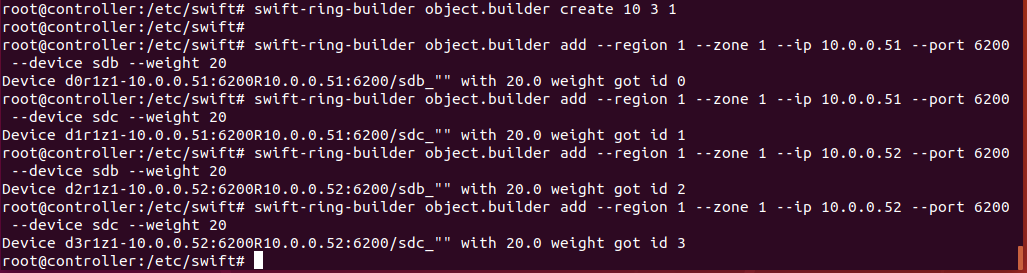 root@controller:/etc/swift# swift-ring-builder object.builder create 10 3 1
root@controller:/etc/swift#
root@controller:/etc/swift# swift-ring-builder object.builder add --region 1 --zone 1 --ip 10.0.0.51 --port 6200
 --device sdb --weight 20
Device d0r1z1-10.0.0.51:6200R10.0.0.51:6200/sdb_"" with 20.0 weight got id 0
root@controller:/etc/swift# swift-ring-builder object.builder add --region 1 --zone 1 --ip 10.0.0.51 --port 6200
 --device sdc --weight 20
Device d1r1z1-10.0.0.51:6200R10.0.0.51:6200/sdc_"" with 20.0 weight got id 1
root@controller:/etc/swift# swift-ring-builder object.builder add --region 1 --zone 1 --ip 10.0.0.52 --port 6200
 --device sdb --weight 20
Device d2r1z1-10.0.0.52:6200R10.0.0.52:6200/sdb_"" with 20.0 weight got id 2
root@controller:/etc/swift# swift-ring-builder object.builder add --region 1 --zone 1 --ip 10.0.0.52 --port 6200
 --device sdc --weight 20
Device d3r1z1-10.0.0.52:6200R10.0.0.52:6200/sdc_"" with 20.0 weight got id 3
root@controller:/etc/swift#